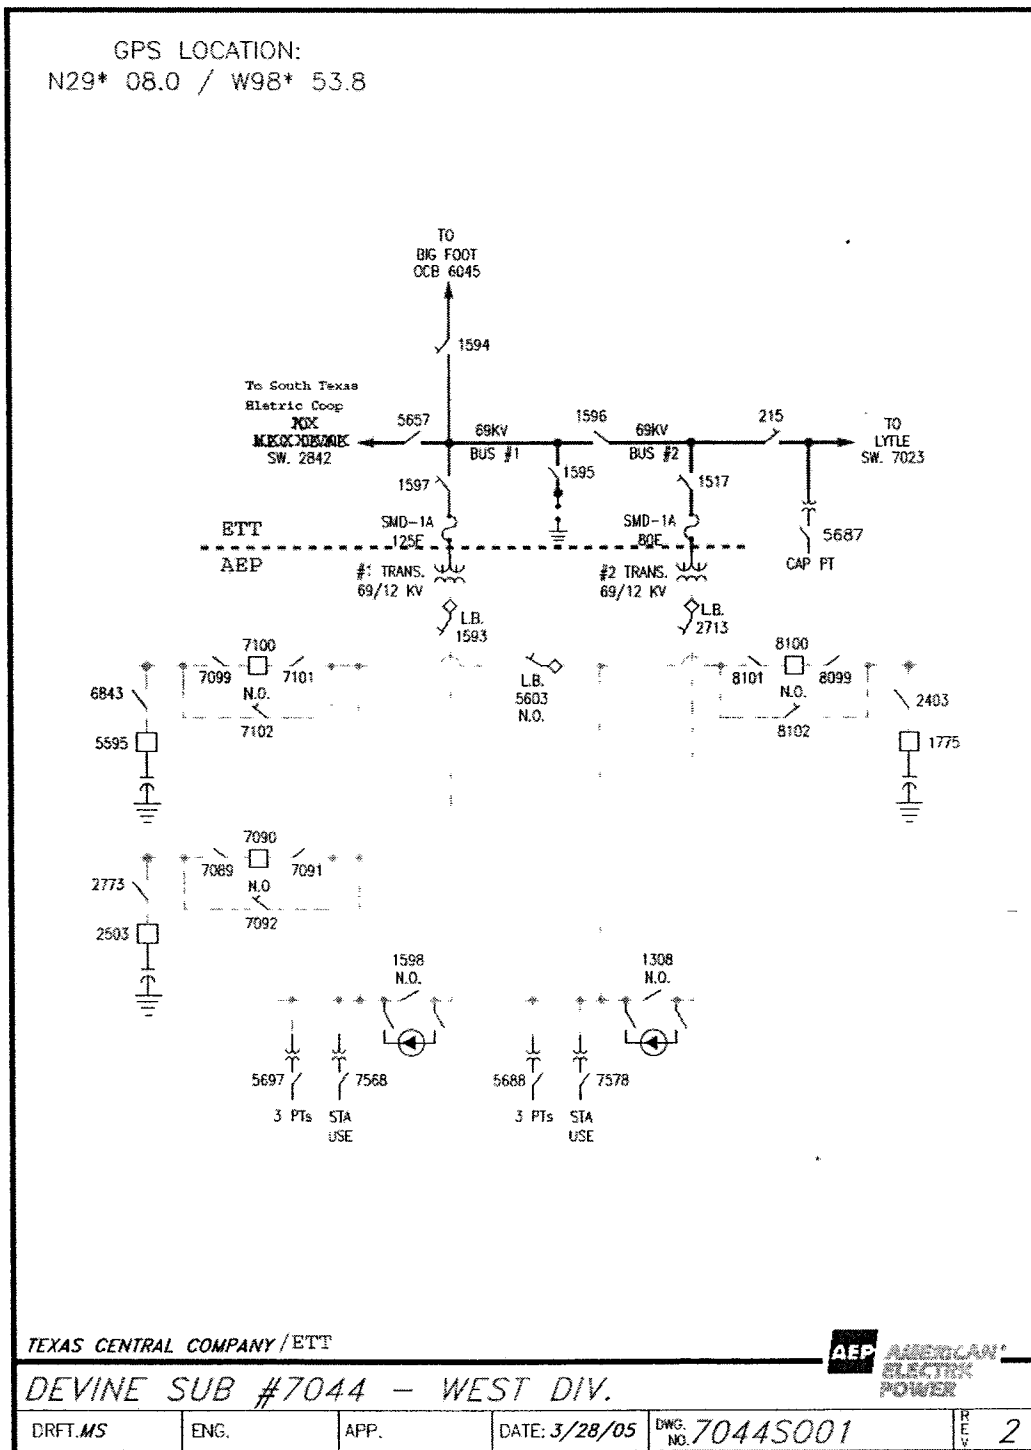 GPS LOCATION:
N29* 08.0 / W98* 53.8
TO
BIG FOOT
OCB 6045
1594
To South Texas
Eletric Coop
SW. 2842
5657
69KV
BUS #1
1596
69KV
BUS #2
215
TO
LYTLE
SW. 7023
1597
1595
1517
SMD-1A
125E
SMD-1A
80E
5687
CAP PT
ETT
AEP
#1 TRANS.
69/12 KV
#2 TRANS.
69/12 KV
L.B.
1593
L.B.
2713
7100
7099
7101
N.O.
7102
6843
5595
L.B.
5603
N.O.
8100
8101
8099
N.O.
8102
2403
1775
7090
7089
7091
N.O
7092
2773
2503
1598
N.O.
1308
N.O.
5697
7568
5688
7578
3 PTs
STA
USE
3 PTs
STA
USE
TEXAS CENTRAL COMPANY /ETT
AEP AMERICAN
ELECTRIC
POWER
DEVINE SUB #7044 - WEST DIV.
DRFT.MS
ENG.
APP.
DATE: 3/28/05
DWG.
NO. 7044S001
REV 2